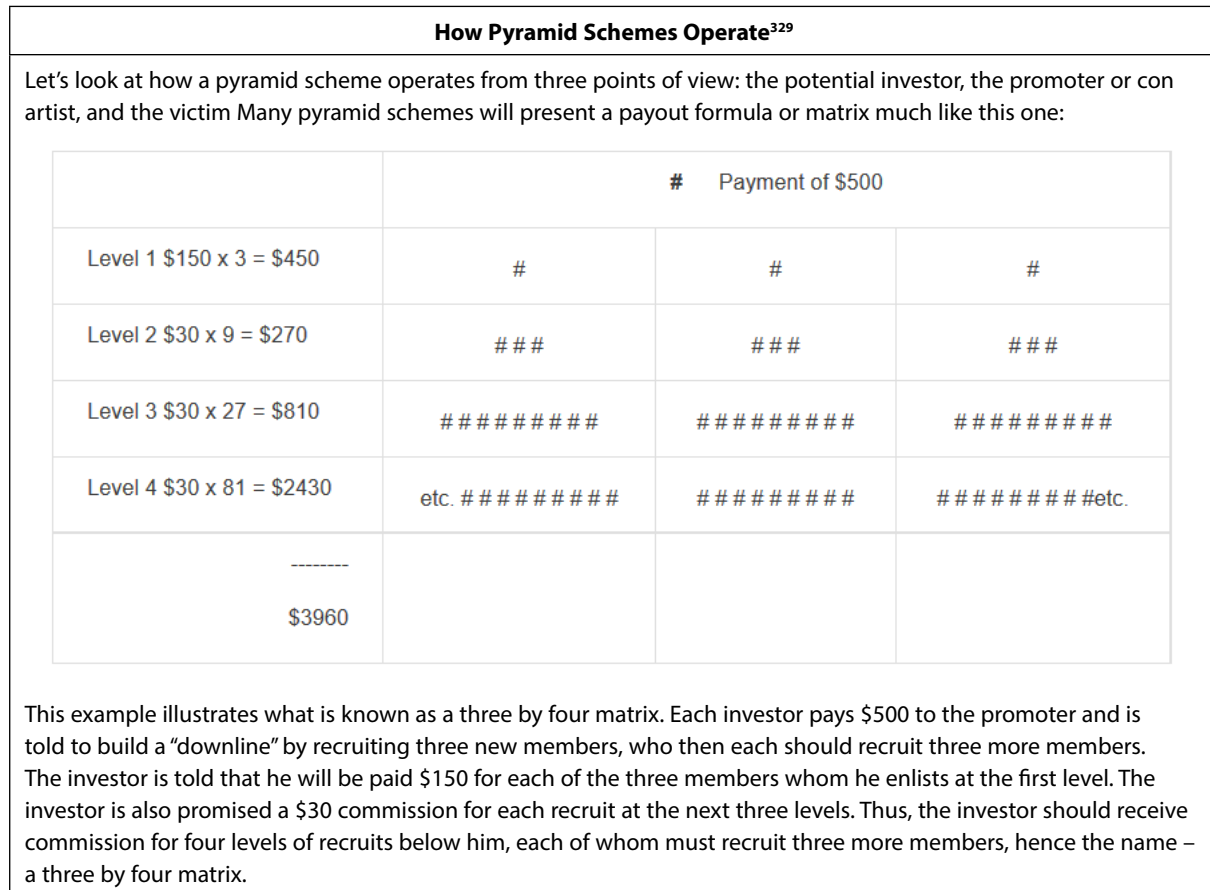 How Pyramid Schemes Operate329
Let’s look at how a pyramid scheme operates from three points of view: the potential investor, the promoter or con
artist, and the victim Many pyramid schemes will present a payout formula or matrix much like this one:
# Payment of $500
Level 1 $150 x 3 = $450 # # #
Level 2 $30 x 9 = $270 # # # # # # # # #
Level 3 $30 x 27 = $810 # # # # # # # # # # # # # # # # # # # # # # # # # # #
Level 4 $30 x 81 = $2430 etc. # # # # # # # # # # # # # # # # # # # # # # # # # # #etc.
--------
$3960
This example illustrates what is known as a three by four matrix. Each investor pays $500 to the promoter and is
told to build a “downline” by recruiting three new members, who then each should recruit three more members.
The investor is told that he will be paid $150 for each of the three members whom he enlists at the first level. The
investor is also promised a $30 commission for each recruit at the next three levels. Thus, the investor should receive
commission for four levels of recruits below him, each of whom must recruit three more members, hence the name –
a three by four matrix.